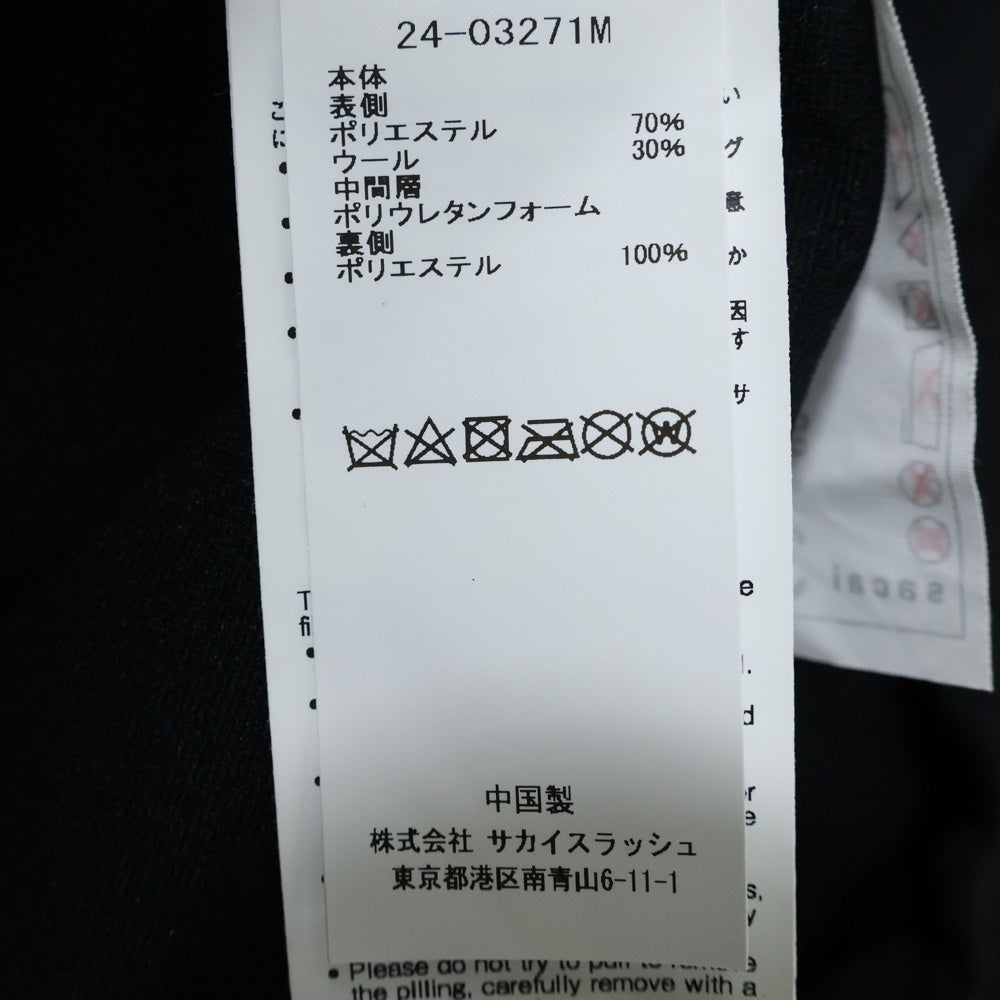 24-03271M
本体
表側
ポリエステル 70%
ウール 30%
中間層
ポリウレタンフォーム
裏側
ポリエステル 100%
中国製
株式会社 サカイスラッシュ
東京都港区南青山6-11-1
Please do not try to pull to remove
the pilling, carefully remove with a
sacai